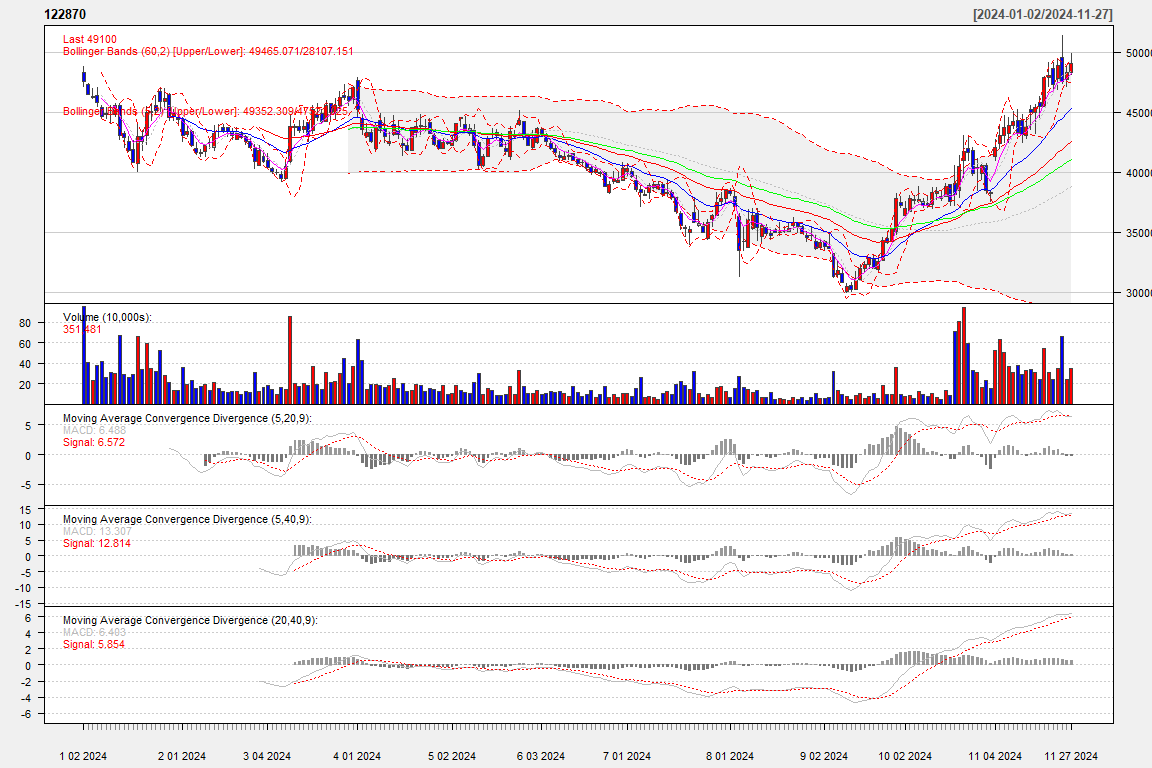 122870 [2024-01-02/2024-11-27]
Last 49100
Bollinger Bands (60,2) [Upper/Lower]: 49465.071/28107.151
Bollinger Bands [Upper/Lower]: 49352.309/
50000
45000
40000
35000
30000
Volume (10,000s):
351,481
80
60
40
20
Moving Average Convergence Divergence (5,20,9):
MACD: 6.488
Signal: 6.572
5
0
-5
Moving Average Convergence Divergence (5,40,9):
MACD: 13.307
Signal: 12.814
15
10
5
0
-5
-10
-15
Moving Average Convergence Divergence (20,40,9):
MACD: 6.483
Signal: 5.854
6
4
2
0
-2
-4
-6
1 02 2024 2 01 2024 3 04 2024 4 01 2024 5 02 2024 6 03 2024 7 01 2024 8 01 2024 9 02 2024 10 02 2024 11 04 2024 11 27 2024